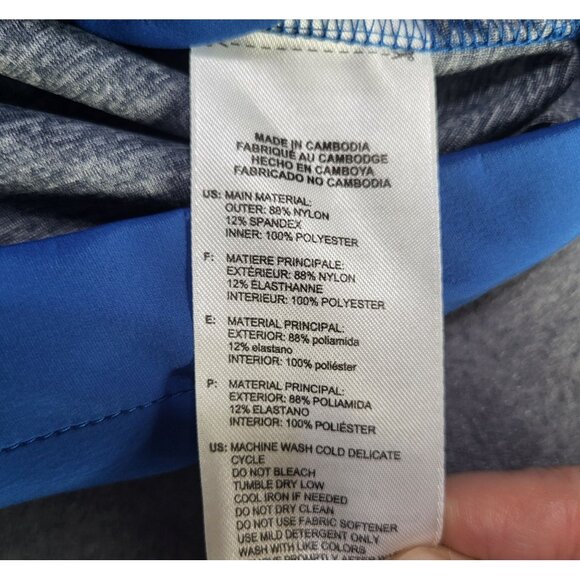 MADE IN CAMBODIA
FABRIQUÉ AU CAMBODGE
HECHO EN CAMBOYA
FABRICADO NO CAMBODIA
US: MAIN MATERIAL:
OUTER: 88% NYLON
12% SPANDEX
INNER: 100% POLYESTER
F: MATIERE PRINCIPALE:
EXTÉRIEUR: 88% NYLON
12% ÉLASTHANNE
INTERIEUR: 100% POLYESTER
E: MATERIAL PRINCIPAL:
EXTERIOR: 88% poliamida
12% elastano
INTERIOR: 100% poliéster
P: MATERIAL PRINCIPAL:
EXTERIOR: 88% POLIAMIDA
12% ELASTANO
INTERIOR: 100% POLIÉSTER
US: MACHINE WASH COLD DELICATE
CYCLE
DO NOT BLEACH
TUMBLE DRY LOW
COOL IRON IF NEEDED
DO NOT DRY CLEAN
DO NOT USE FABRIC SOFTENER
USE MILD DETERGENT ONLY
WASH WITH LIKE COLORS
PROMPTLY AFTER